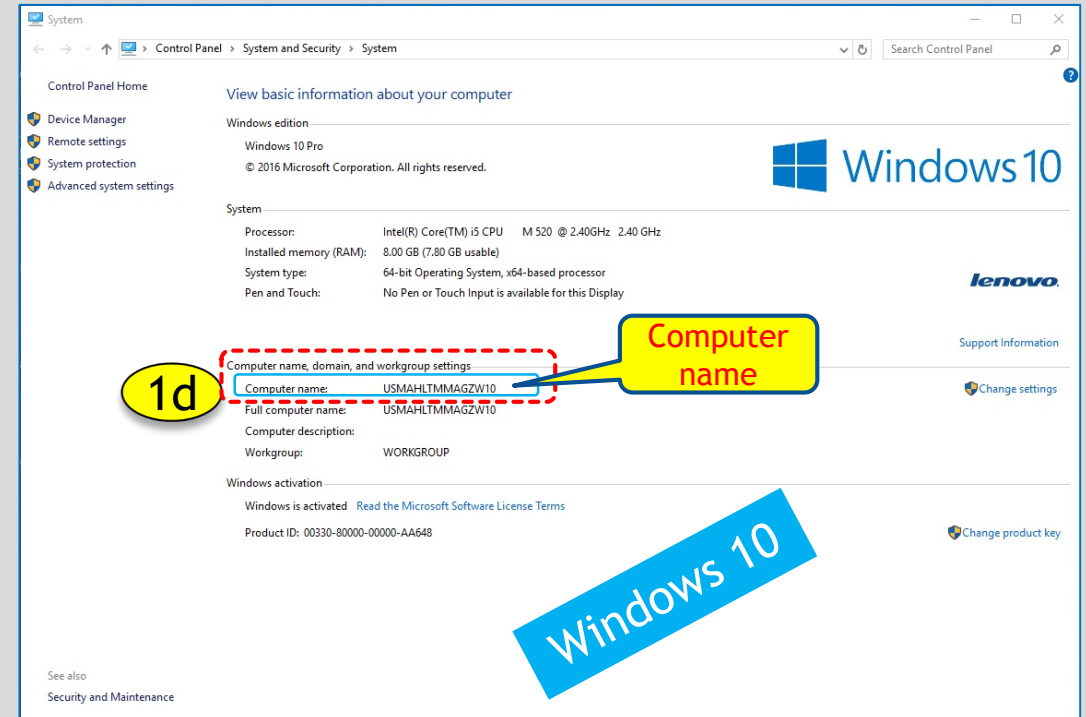 System
Control Panel > System and Security > System
Search Control Panel
?
Control Panel Home
View basic information about your computer
Device Manager
Windows edition
Remote settings
Windows 10 Pro
System protection
© 2016 Microsoft Corporation. All rights reserved.
Windows 10
Advanced system settings
System
Processor: Intel(R) Core(TM) i5 CPU M 520 @ 2.40GHz 2.40 GHz
Installed memory (RAM): 8.00 GB (7.80 GB usable)
System type: 64-bit Operating System, x64-based processor
lenovo.
Pen and Touch: No Pen or Touch Input is available for this Display
Computer
name
Support Information
Computer name, domain, and workgroup settings
1d
Computer name: USMAHLTMMAGZW10
Change settings
Full computer name: USMAHLTMMAGZW10
Computer description:
Workgroup: WORKGROUP
Windows activation
Windows is activated Read the Microsoft Software License Terms
Product ID: 00330-80000-00000-AA648
Change product key
Windows 10
See also
Security and Maintenance